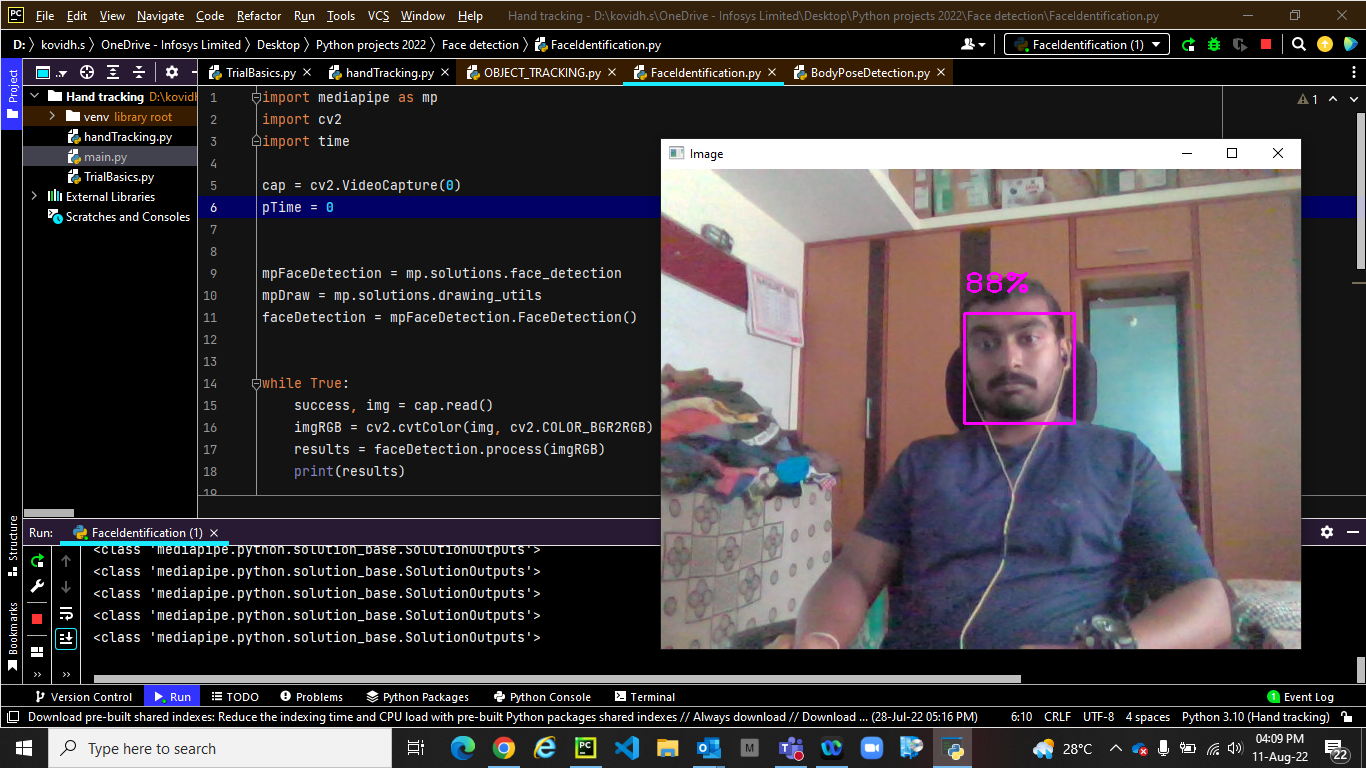 PC File Edit View Navigate Code Refactor Run Tools VCS Window Help Hand tracking - D:\kovidh.s\OneDrive - Infosys Limited\Desktop\Python projects 2022\Face detection\FaceIdentification.py
D: kovidh.s OneDrive - Infosys Limited Desktop Python projects 2022 Face detection FaceIdentification.py FaceIdentification (1)
Project
TrialBasics.py handTracking.py OBJECT_TRACKING.py FaceIdentification.py BodyPoseDetection.py
Hand tracking D:\kovidh
venv library root
handTracking.py
main.py
TrialBasics.py
External Libraries
Scratches and Consoles
1 import mediapipe as mp
2 import cv2
3 import time
4
5 cap = cv2.VideoCapture(0)
6 pTime = 0
7
8
9 mpFaceDetection = mp.solutions.face_detection
10 mpDraw = mp.solutions.drawing_utils
11 faceDetection = mpFaceDetection.FaceDetection()
12
13
14 while True:
15 success, img = cap.read()
16 imgRGB = cv2.cvtColor(img, cv2.COLOR_BGR2RGB)
17 results = faceDetection.process(imgRGB)
18 print(results)
19
1
Image
88%
Run: FaceIdentification (1)
Structure
Bookmarks
<class 'mediapipe.python.solution_base.SolutionOutputs'>
<class 'mediapipe.python.solution_base.SolutionOutputs'>
<class 'mediapipe.python.solution_base.SolutionOutputs'>
<class 'mediapipe.python.solution_base.SolutionOutputs'>
<class 'mediapipe.python.solution_base.SolutionOutputs'>
Version Control Run TODO Problems Python Packages Python Console Terminal 1 Event Log
Download pre-built shared indexes: Reduce the indexing time and CPU load with pre-built Python packages shared indexes // Always download // Download ... (28-Jul-22 05:16 PM) 6:10 CRLF UTF-8 4 spaces Python 3.10 (Hand tracking)
Type here to search PC M 28°C 04:09 PM
11-Aug-22 22